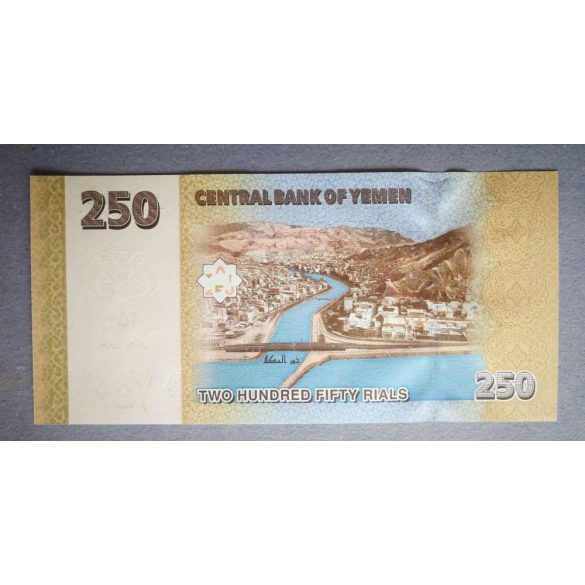 250
CENTRAL BANK OF YEMEN
خور المكلا
TWO HUNDRED FIFTY RIALS
250